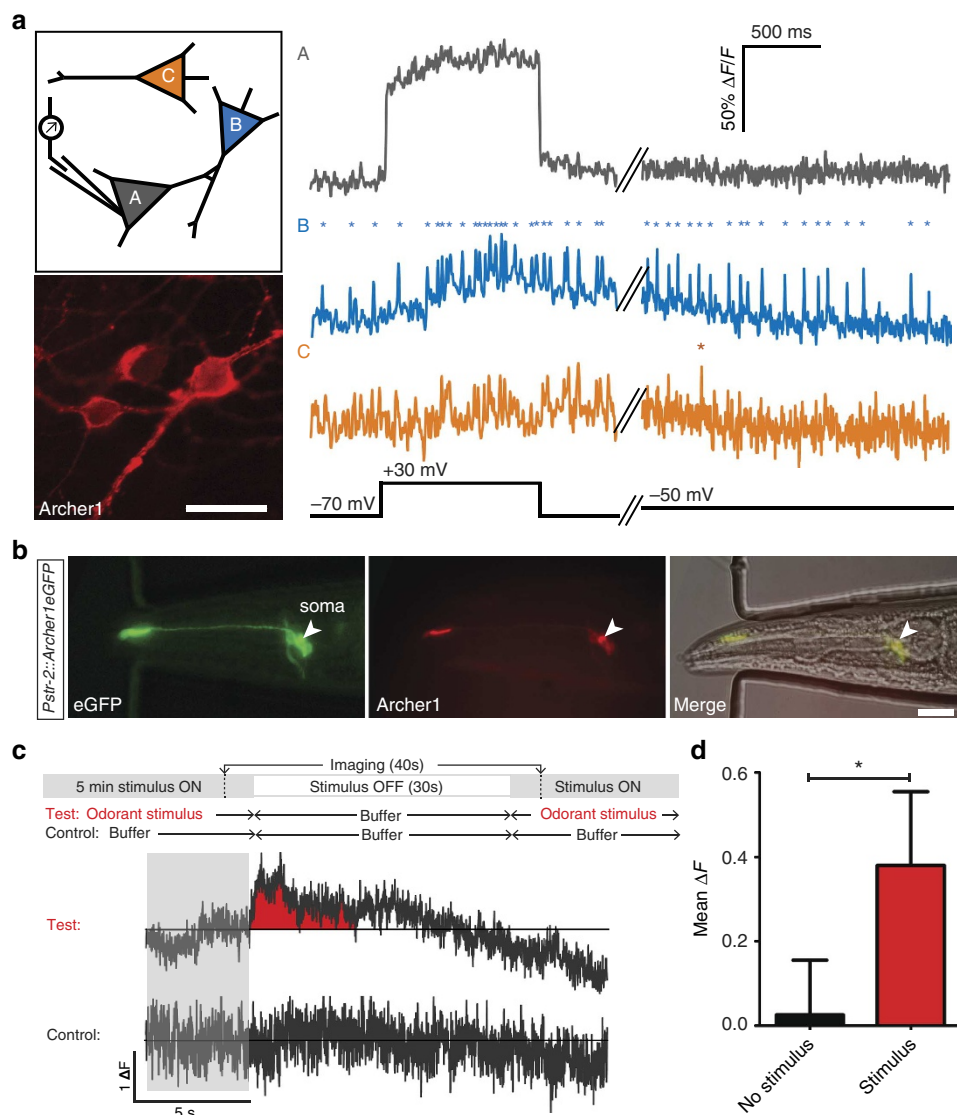 a
C
B
A
Archer1
A
500 ms
50% ΔF/F
B
* * * * * * * * * * * * * * * * * * * * * * * * * * * * * * * * * * * * * * * *
C
*
+30 mV
−70 mV
−50 mV
b
Pstr-2::Archer1eGFP
soma
eGFP
Archer1
Merge
c
Imaging (40s)
5 min stimulus ON
Stimulus OFF (30s)
Stimulus ON
Test: Odorant stimulus
Buffer
Odorant stimulus
Control: Buffer
Buffer
Buffer
Test:
Control:
1 ΔF
5 s
d
0.6
0.4
0.2
0.0
Mean ΔF
*
No stimulus
Stimulus